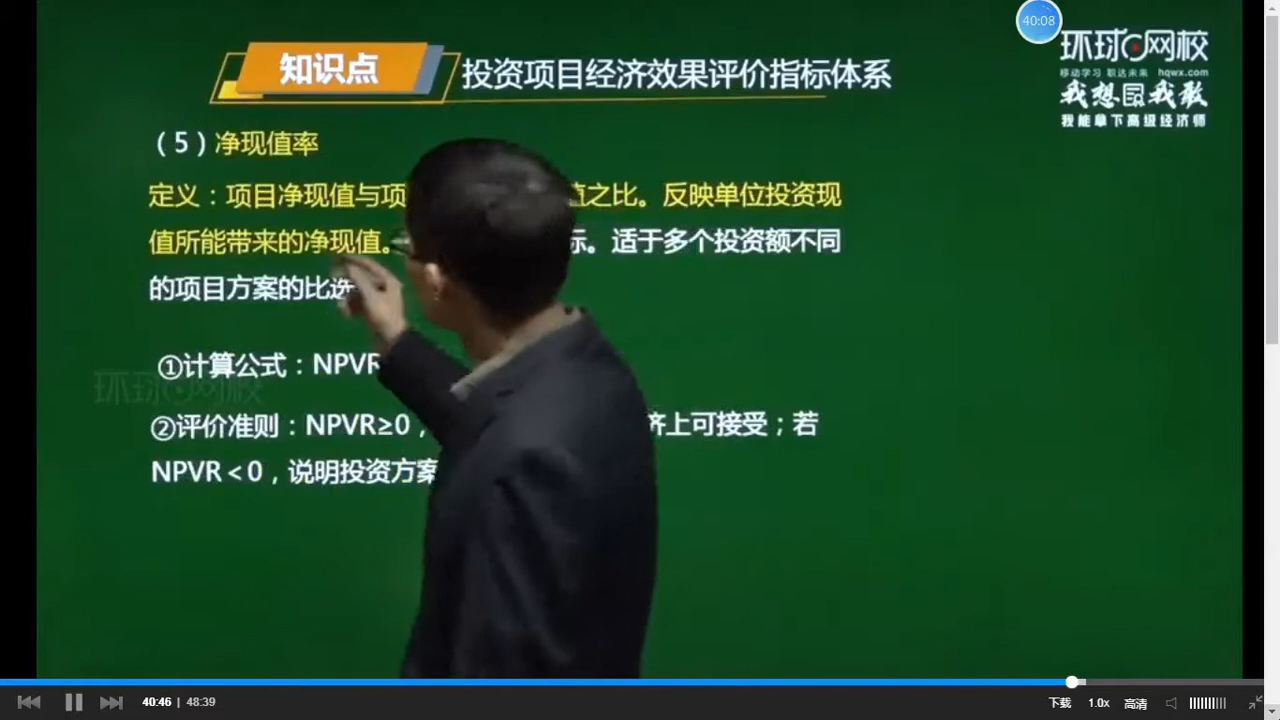 40:08
环球网校
移动学习 职达未来 hqwx.com
我想我敢
我能拿下高级经济师
知识点
投资项目经济效果评价指标体系
（5）净现值率
定义：项目净现值与项 值之比。反映单位投资现
值所能带来的净现值。 标。适于多个投资额不同
的项目方案的比选
①计算公式：NPVR
环球网校
②评价准则：NPVR≥0， 济上可接受；若
NPVR＜0，说明投资方案
40:46 | 48:39 下载 1.0x 高清